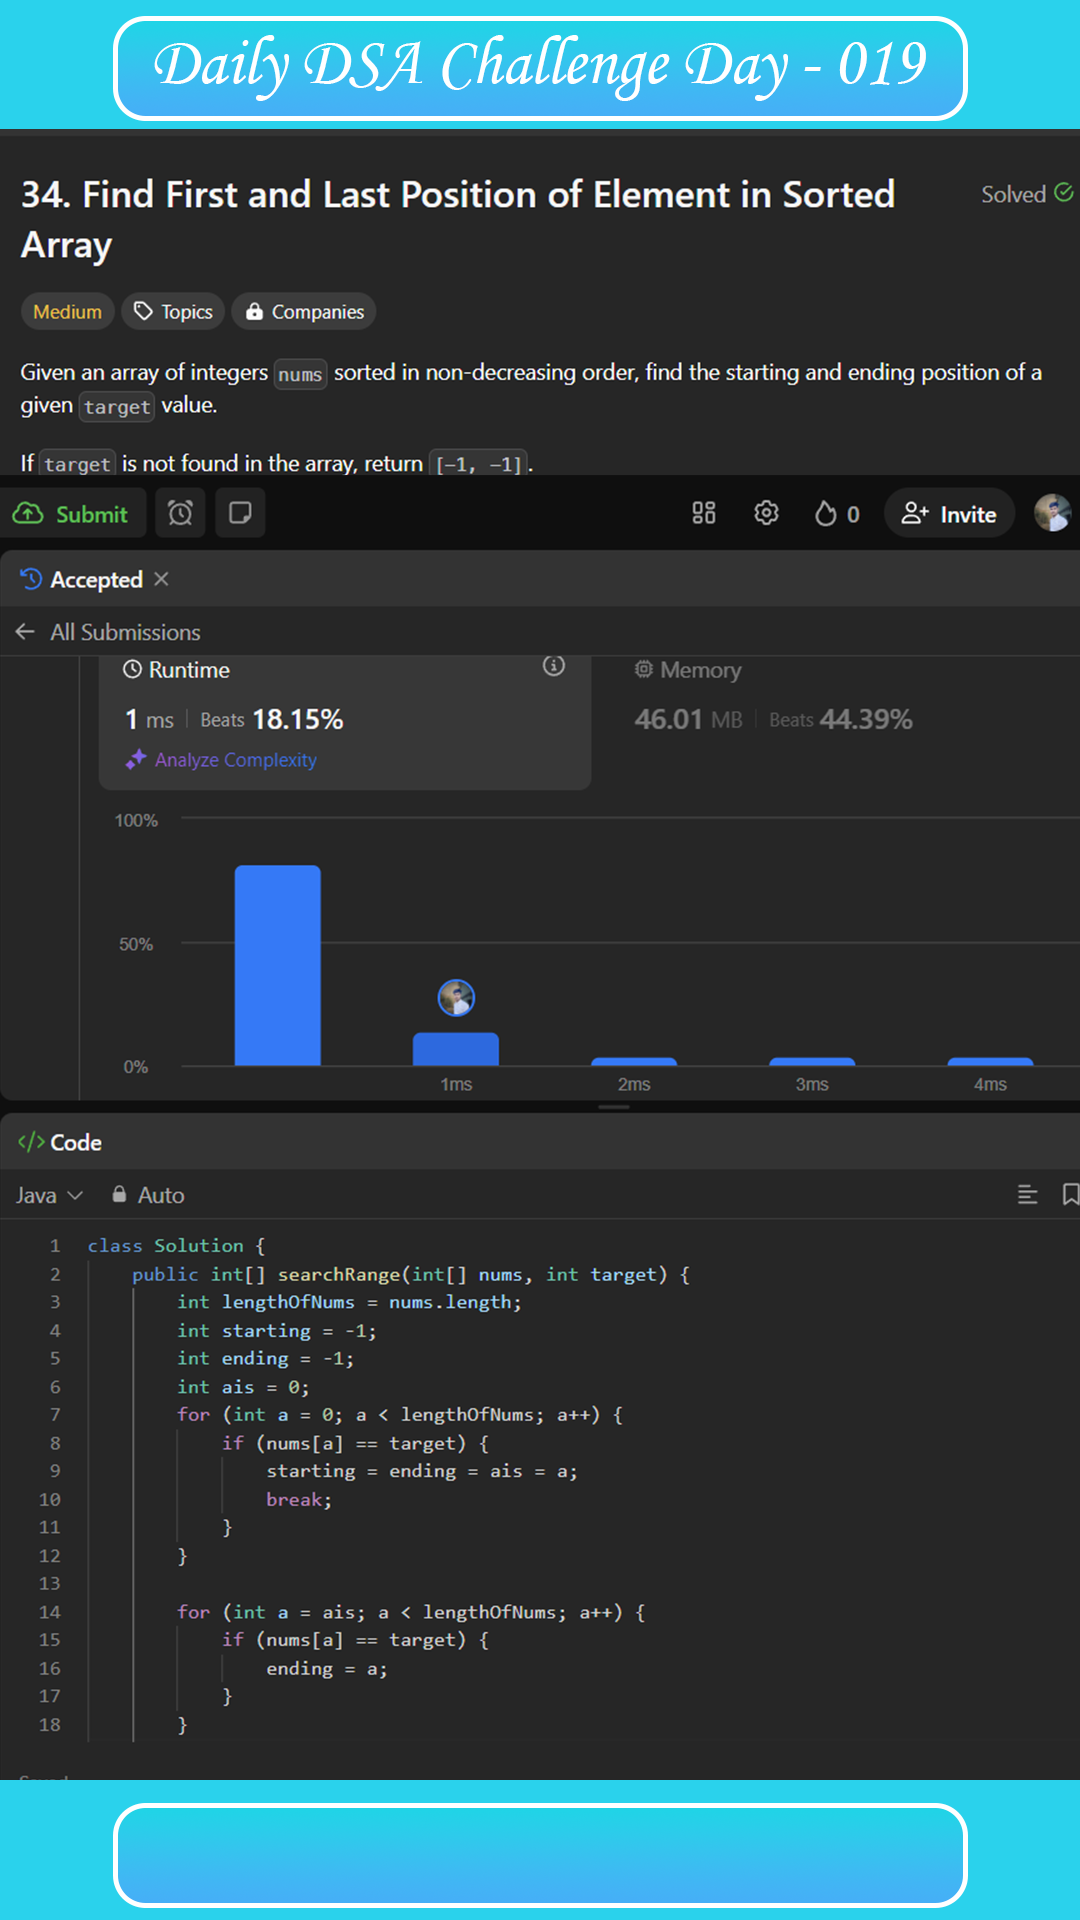 Daily DSA Challenge Day - 019
34. Find First and Last Position of Element in Sorted
Array
Solved
Medium Topics Companies
Given an array of integers nums sorted in non-decreasing order, find the starting and ending position of a
given target value.
If target is not found in the array, return [-1, -1].
Submit 0 Invite
Accepted
All Submissions
Runtime Memory
1 ms Beats 18.15% 46.01 MB Beats 44.39%
Analyze Complexity
100%
50%
0%
1ms 2ms 3ms 4ms
</> Code
Java Auto
1 class Solution {
2 public int[] searchRange(int[] nums, int target) {
3 int lengthOfNums = nums.length;
4 int starting = -1;
5 int ending = -1;
6 int ais = 0;
7 for (int a = 0; a < lengthOfNums; a++) {
8 if (nums[a] == target) {
9 starting = ending = ais = a;
10 break;
11 }
12 }
13
14 for (int a = ais; a < lengthOfNums; a++) {
15 if (nums[a] == target) {
16 ending = a;
17 }
18 }